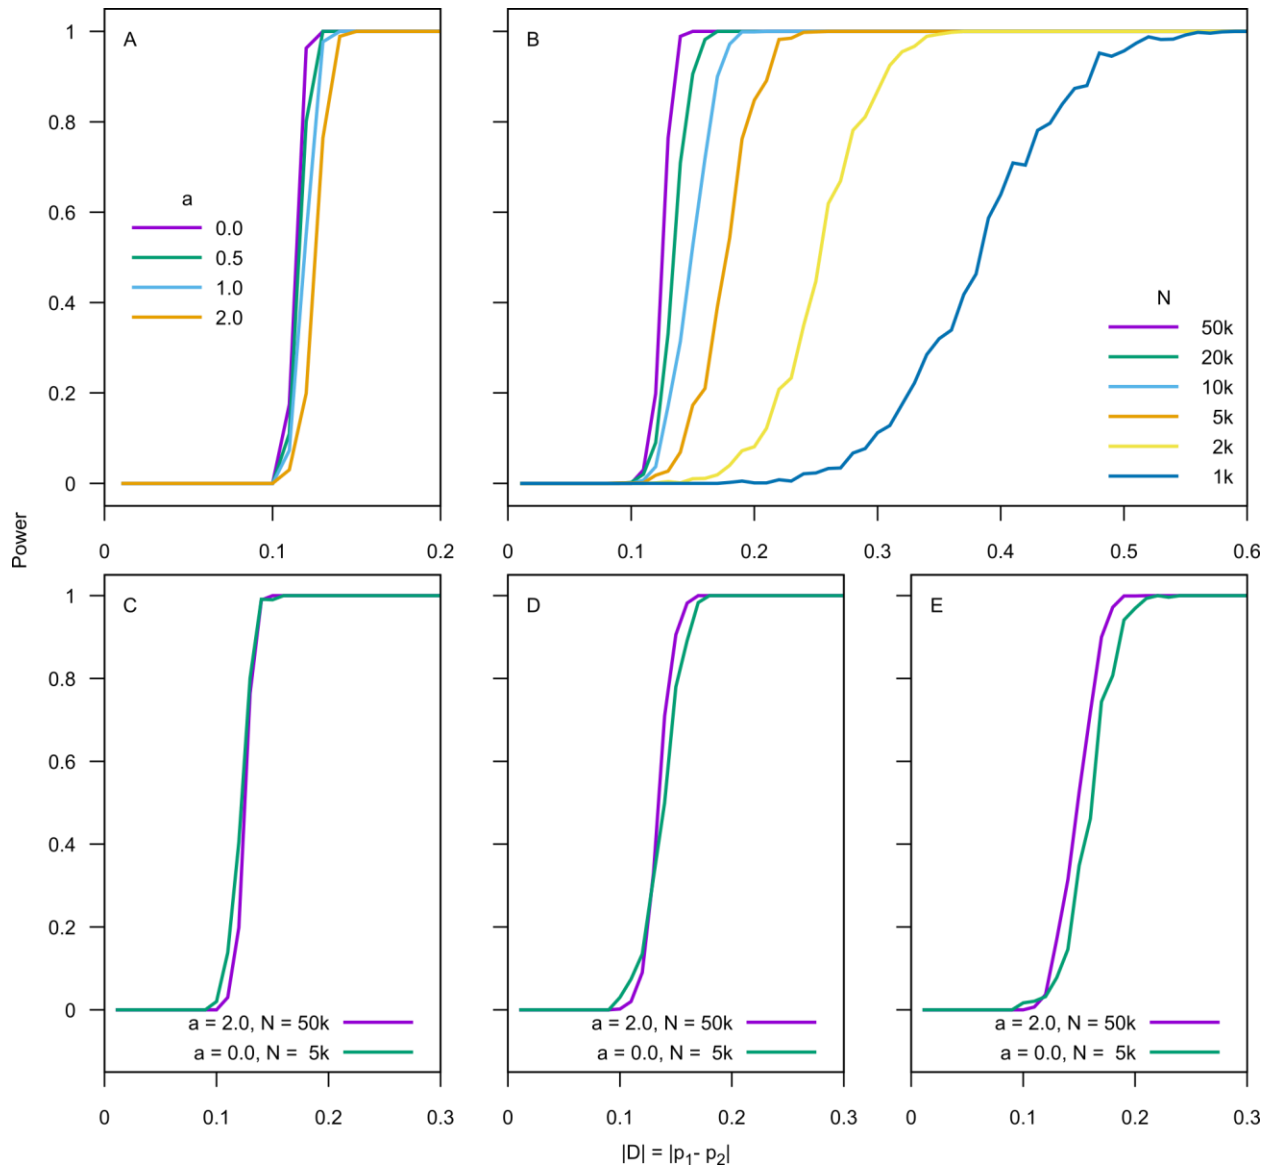 A
1
0.8
0.6
0.4
0.2
0
a
0.0
0.5
1.0
2.0
0
0.1
0.2
B
N
50k
20k
10k
5k
2k
1k
0
0.1
0.2
0.3
0.4
0.5
0.6
Power
C
1
0.8
0.6
0.4
0.2
0
a = 2.0, N = 50k
a = 0.0, N = 5k
0
0.1
0.2
0.3
D
a = 2.0, N = 50k
a = 0.0, N = 5k
0
0.1
0.2
0.3
E
a = 2.0, N = 50k
a = 0.0, N = 5k
0
0.1
0.2
0.3
|D| = |p₁- p₂|